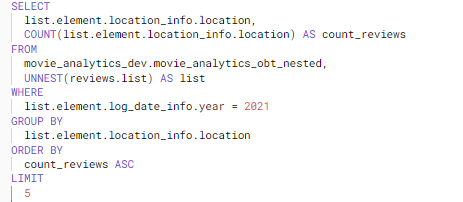 SELECT
list.element.location_info.location,
COUNT(list.element.location_info.location) AS count_reviews
FROM
movie_analytics_dev.movie_analytics_obt_nested,
UNNEST(reviews.list) AS list
WHERE
list.element.log_date_info.year = 2021
GROUP BY
list.element.location_info.location
ORDER BY
count_reviews ASC
LIMIT
5